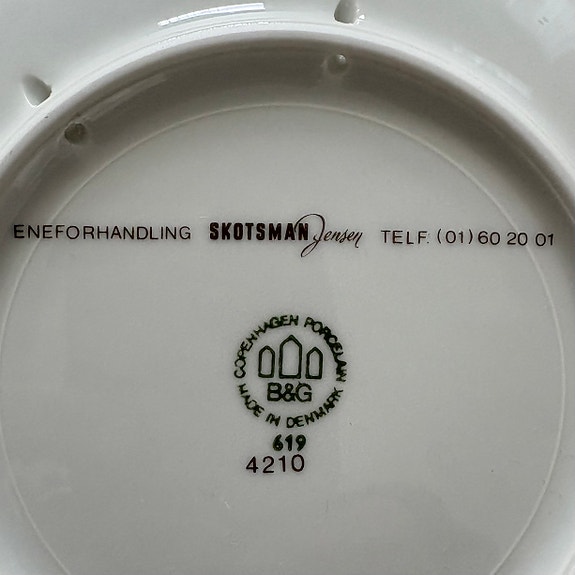 ENEFORHANDLING SKOTSMAN Jensen TELF. (01) 60 20 01
COPENHAGEN PORCELAIN
B&G
MADE IN DENMARK
619
4210